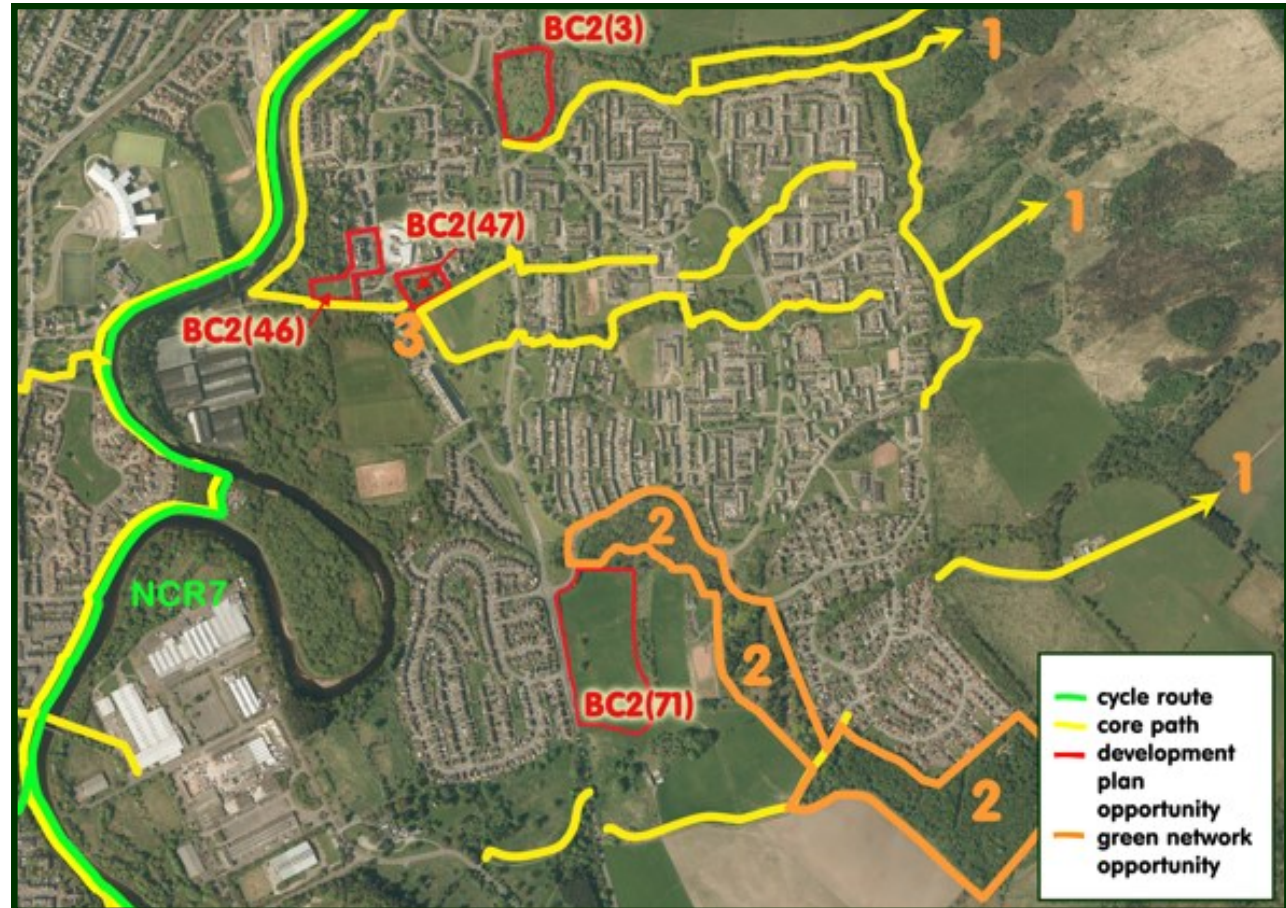 BC2(3)
1
1
BC2(47)
BC2(46)
3
1
2
NCR7
2
BC2(71)
2
cycle route
core path
development
plan
opportunity
green network
opportunity